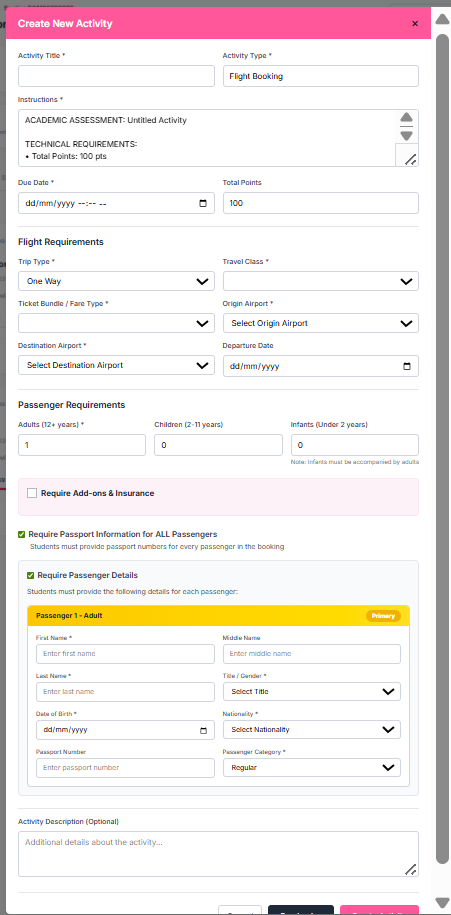 Create New Activity ×
Activity Title * Activity Type *
Flight Booking
Instructions *
ACADEMIC ASSESSMENT: Untitled Activity
TECHNICAL REQUIREMENTS:
• Total Points: 100 pts
Due Date * Total Points
dd/mm/yyyy --:-- -- 100
Flight Requirements
Trip Type * Travel Class *
One Way
Ticket Bundle / Fare Type * Origin Airport *
Select Origin Airport
Destination Airport * Departure Date
Select Destination Airport dd/mm/yyyy
Passenger Requirements
Adults (12+ years) * Children (2-11 years) Infants (Under 2 years)
1 0 0
Note: Infants must be accompanied by adults
Require Add-ons & Insurance
Require Passport Information for ALL Passengers
Students must provide passport numbers for every passenger in the booking
Require Passenger Details
Students must provide the following details for each passenger:
Passenger 1 - Adult Primary
First Name * Middle Name
Enter first name Enter middle name
Last Name * Title / Gender *
Enter last name Select Title
Date of Birth * Nationality *
dd/mm/yyyy Select Nationality
Passport Number Passenger Category *
Enter passport number Regular
Activity Description (Optional)
Additional details about the activity...